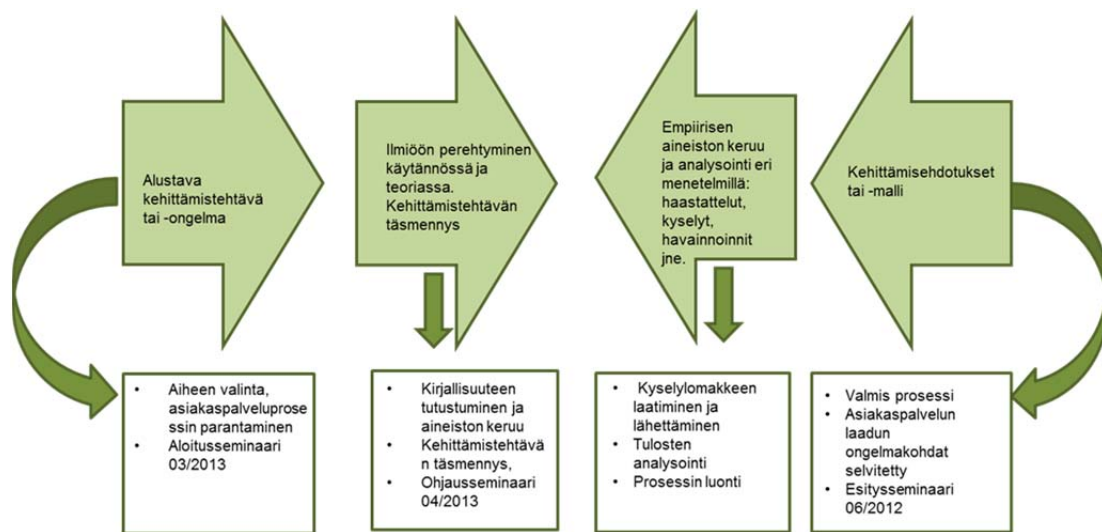 Alustava
kehittämistehtävä
tai -ongelma
Ilmiöön perehtyminen
käytännössä ja
teoriassa.
Kehittämistehtävän
täsmennys
Empiirisen
aineiston keruu
ja analysointi eri
menetelmillä:
haastattelut,
kyselyt,
havainnoinnit
jne.
Kehittämisehdotukset
tai -malli
• Aiheen valinta,
asiakaspalveluprose
ssin parantaminen
• Aloitusseminaari
03/2013
• Kirjallisuuteen
tutustuminen ja
aineiston keruu
• Kehittämistehtävä
n täsmennys,
• Ohjausseminaari
04/2013
• Kyselylomakkeen
laatiminen ja
lähettäminen
• Tulosten
analysointi
• Prosessin luonti
• Valmis prosessi
• Asiakaspalvelun
laadun
ongelmakohdat
selvitetty
• Esitysseminaari
06/2012